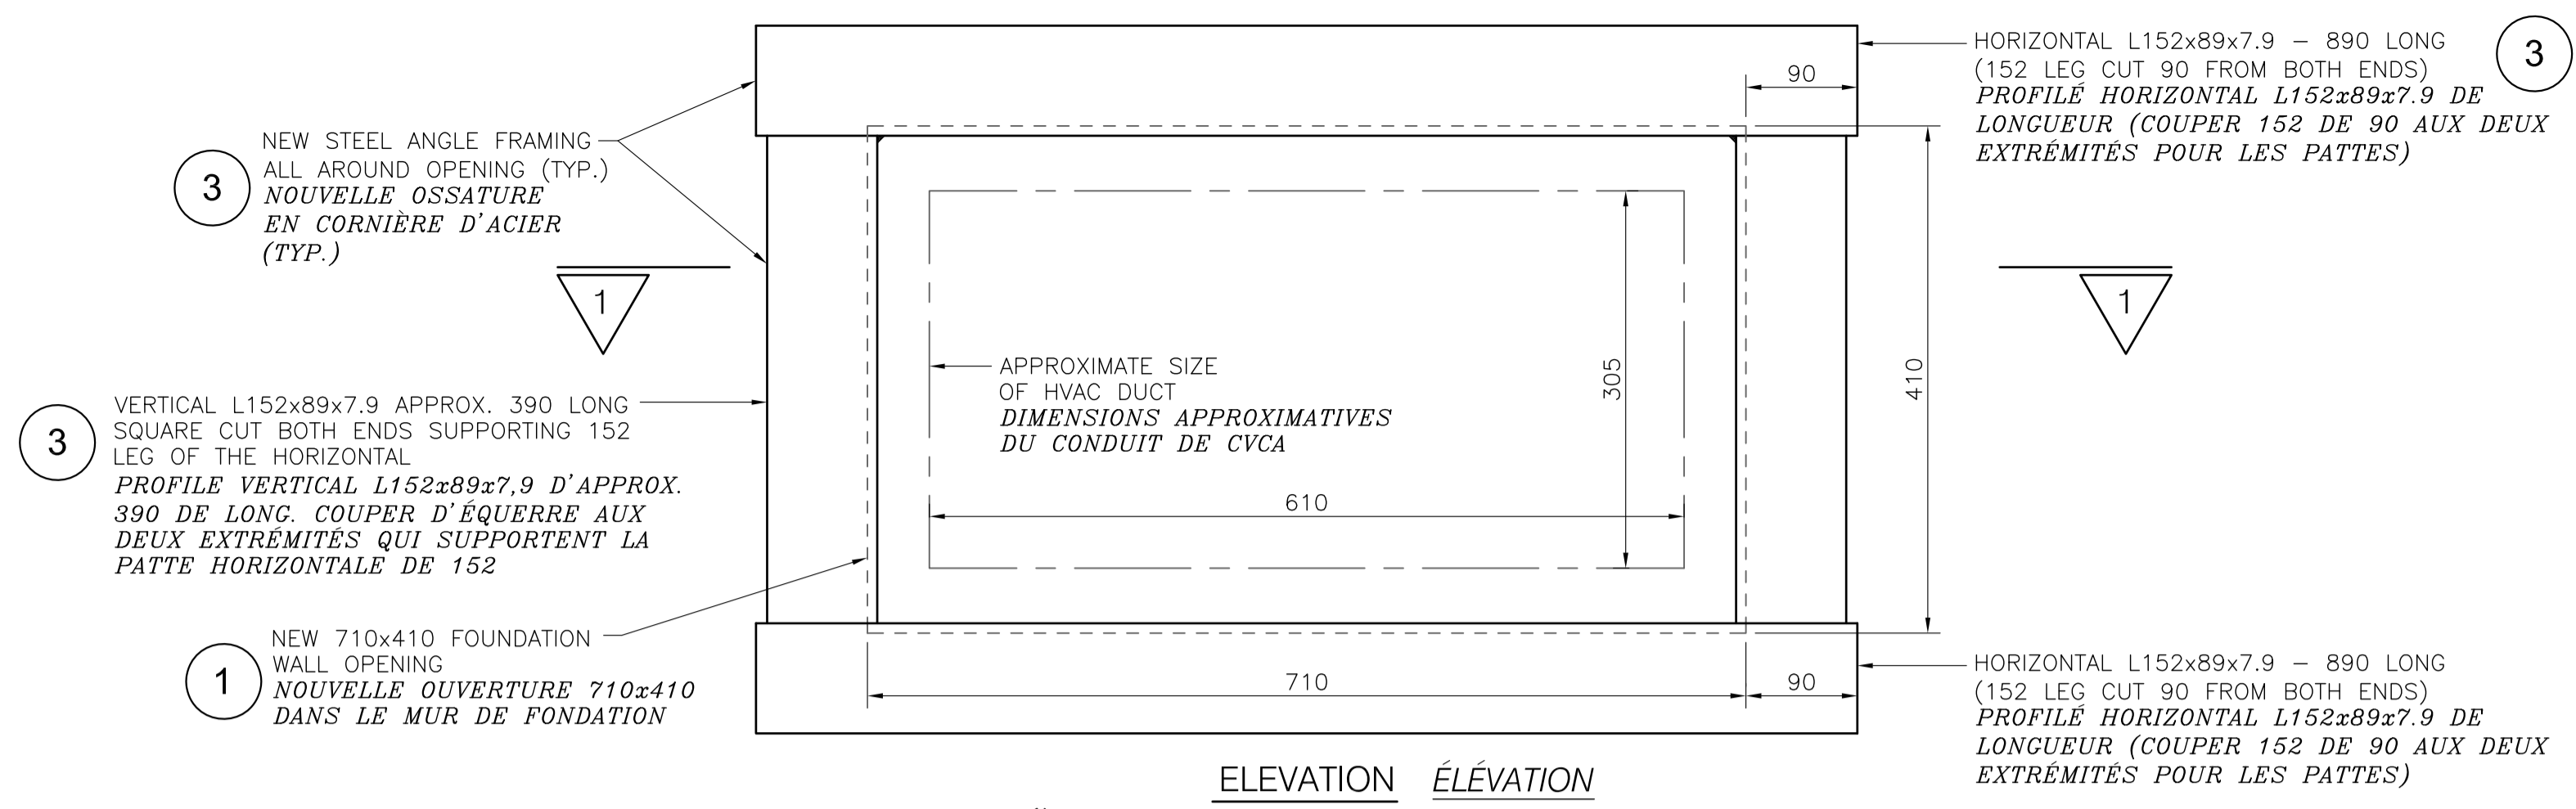 HORIZONTAL L152x89x7.9 – 890 LONG
(152 LEG CUT 90 FROM BOTH ENDS)
PROFILÉ HORIZONTAL L152x89x7.9 DE
LONGUEUR (COUPER 152 DE 90 AUX DEUX
EXTRÉMITÉS POUR LES PATTES)
3
90
NEW STEEL ANGLE FRAMING
ALL AROUND OPENING (TYP.)
NOUVELLE OSSATURE
EN CORNIÈRE D'ACIER
(TYP.)
3
1
1
APPROXIMATE SIZE
OF HVAC DUCT
DIMENSIONS APPROXIMATIVES
DU CONDUIT DE CVCA
305
410
610
VERTICAL L152x89x7.9 APPROX. 390 LONG
SQUARE CUT BOTH ENDS SUPPORTING 152
LEG OF THE HORIZONTAL
PROFILE VERTICAL L152x89x7,9 D'APPROX.
390 DE LONG. COUPER D'ÉQUERRE AUX
DEUX EXTRÉMITÉS QUI SUPPORTENT LA
PATTE HORIZONTALE DE 152
3
NEW 710x410 FOUNDATION
WALL OPENING
NOUVELLE OUVERTURE 710x410
DANS LE MUR DE FONDATION
1
710
90
HORIZONTAL L152x89x7.9 – 890 LONG
(152 LEG CUT 90 FROM BOTH ENDS)
PROFILÉ HORIZONTAL L152x89x7.9 DE
LONGUEUR (COUPER 152 DE 90 AUX DEUX
EXTRÉMITÉS POUR LES PATTES)
ELEVATION ÉLÉVATION